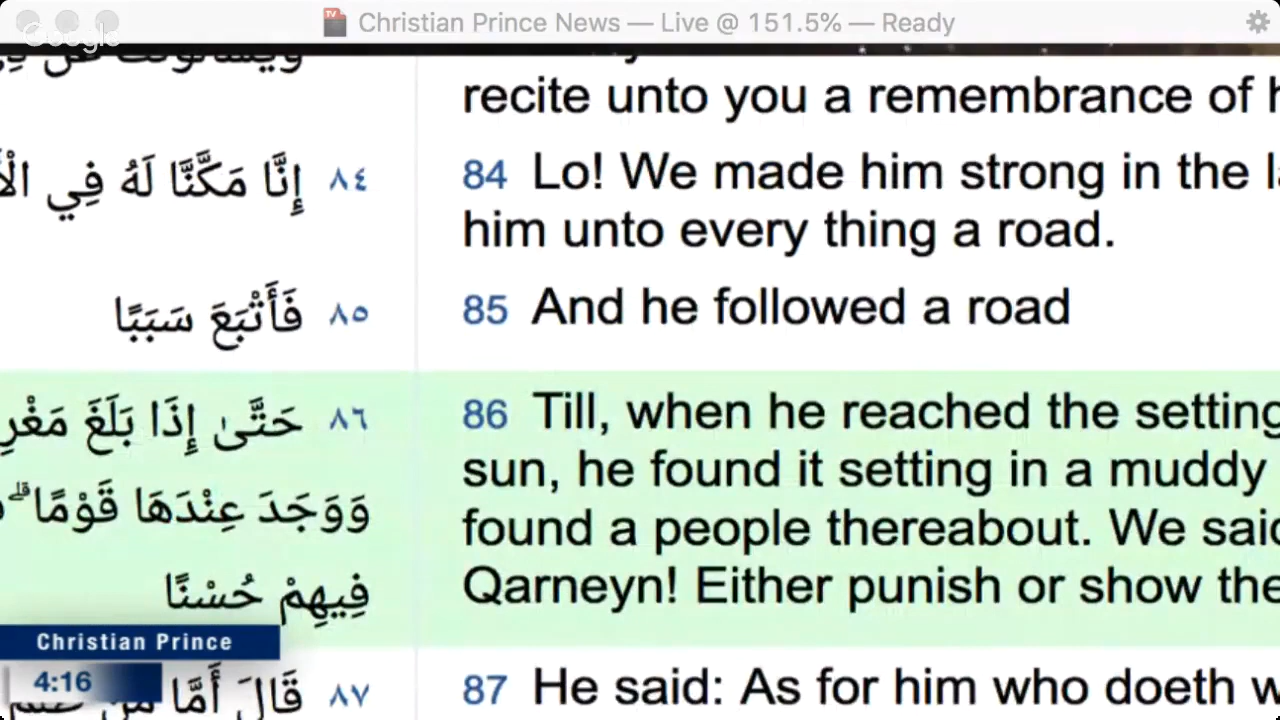 Christian Prince News — Live @ 151.5% — Ready
Google
recite unto you a remembrance of
إِنَّا مَكَّنَّا لَهُ فِي ٨٤
84 Lo! We made him strong in the
him unto every thing a road.
فَأَتْبَعَ سَبَبًا ٨٥
85 And he followed a road
حَتَّىٰ إِذَا بَلَغَ ٨٦
86 Till, when he reached the setting
sun, he found it setting in a muddy
وَوَجَدَ عِنْدَهَا قَوْمًا ۗ
found a people thereabout. We
فِيهِمْ حُسْنًا
Qarneyn! Either punish or show
Christian Prince
4:16
قَالَ أَمَّا مَنْ ٨٧
87 He said: As for him who doeth